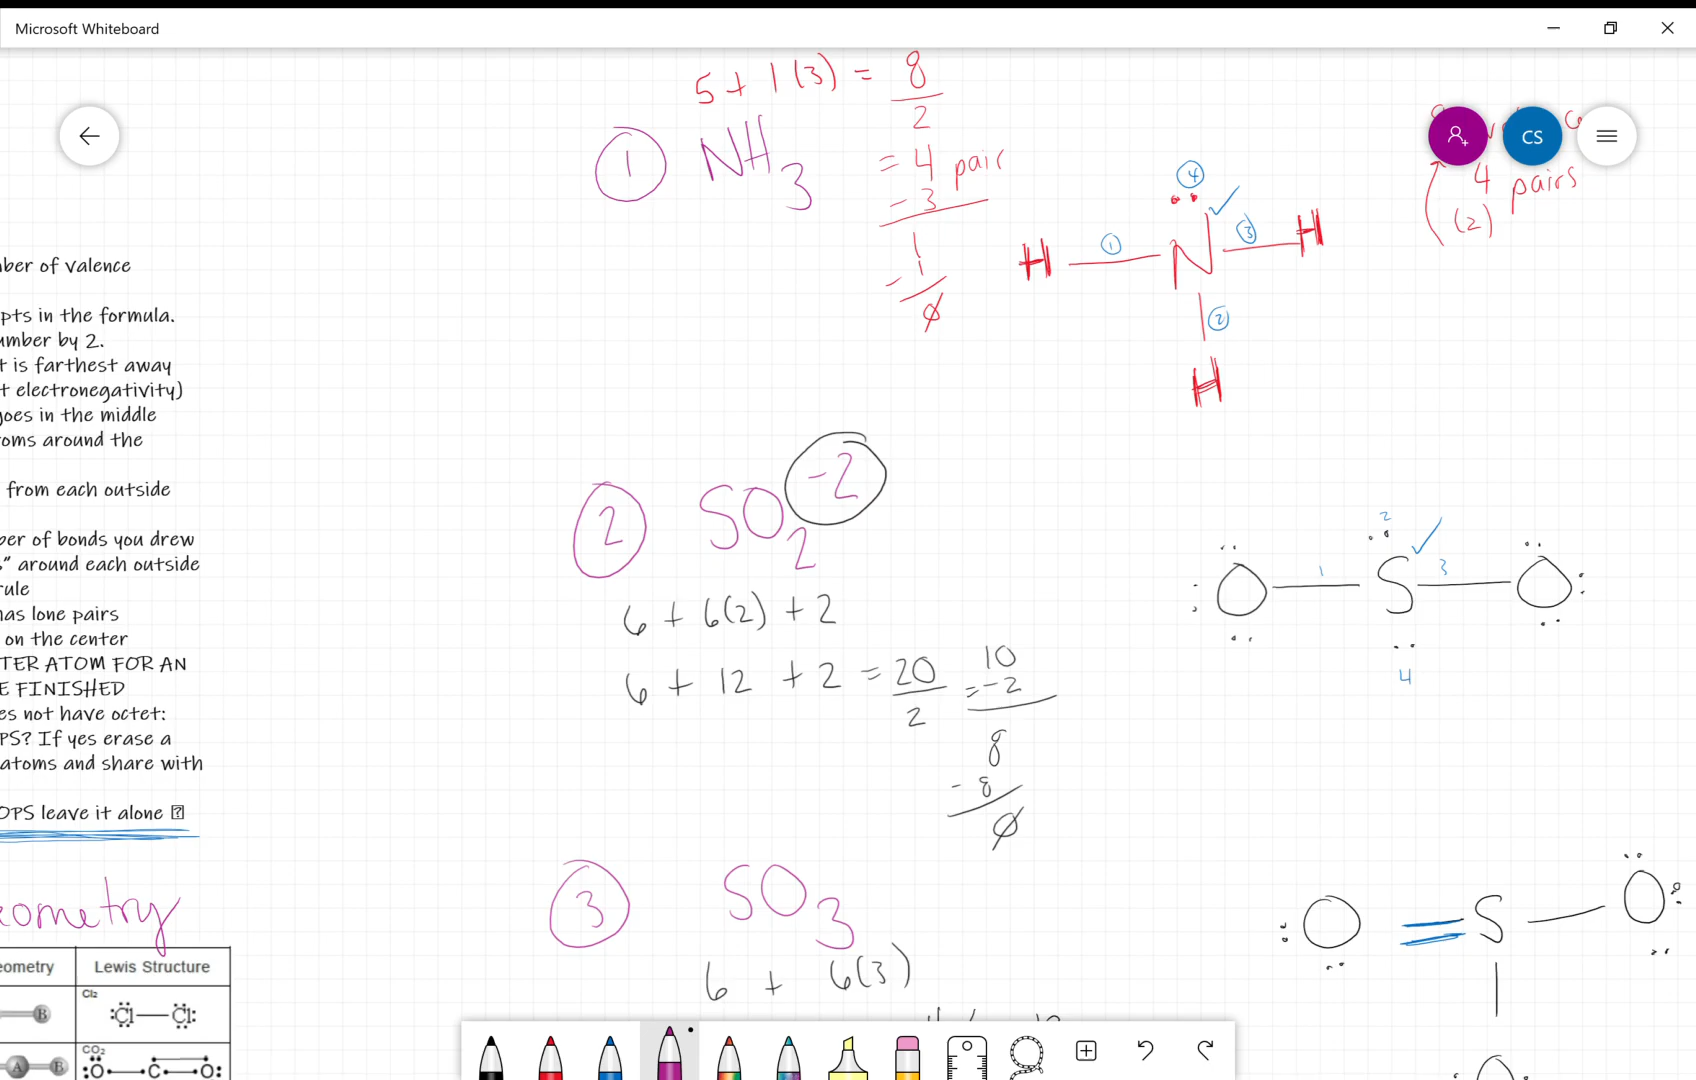 Microsoft Whiteboard
5 + 1 (3) = 8
2
① NH3
= 4 pair
- 3
1
- 1
0
④
H ① N ③ H
②
H
CS
4 pairs
(2)
ber of valence
pts in the formula.
umber by 2.
t is farthest away
t electronegativity)
goes in the middle
oms around the
from each outside
ber of bonds you drew
s" around each outside
rule
has lone pairs
on the center
TER ATOM FOR AN
E FINISHED
es not have octet:
PS? If yes erase a
atoms and share with
OPS leave it alone
② SO2 -2
6 + 6(2) + 2
6 + 12 + 2 = 20
2
10
= - 2
8
- 8
0
2
:O 1 S 3 O:
4
③ SO3
6 + 6(3)
:O = S — O:
O
eometry
eometry Lewis Structure
B Cl2
:Cl—Cl:
A B CO2
:O C O: